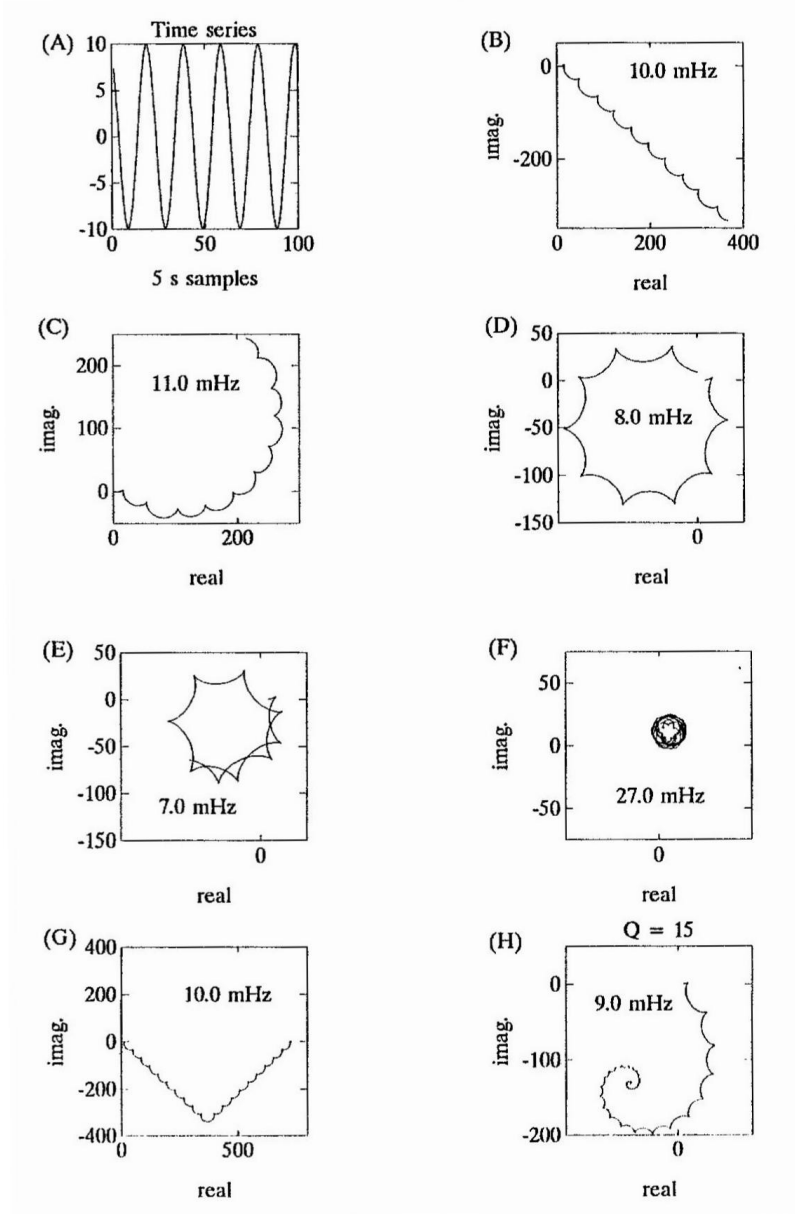 (A) Time series
10
5
0
-5
-10
0 50 100
5 s samples
(B)
10.0 mHz
0
-200
imag.
0 200 400
real
(C)
11.0 mHz
200
100
0
imag.
0 200
real
(D)
50
0
-50
-100
-150
8.0 mHz
imag.
0
real
(E)
50
0
-50
-100
-150
7.0 mHz
imag.
0
real
(F)
50
0
-50
27.0 mHz
imag.
0
real
(G)
400
200
0
-200
-400
10.0 mHz
imag.
0 500
real
(H) Q = 15
0
-100
-200
9.0 mHz
imag.
0
real